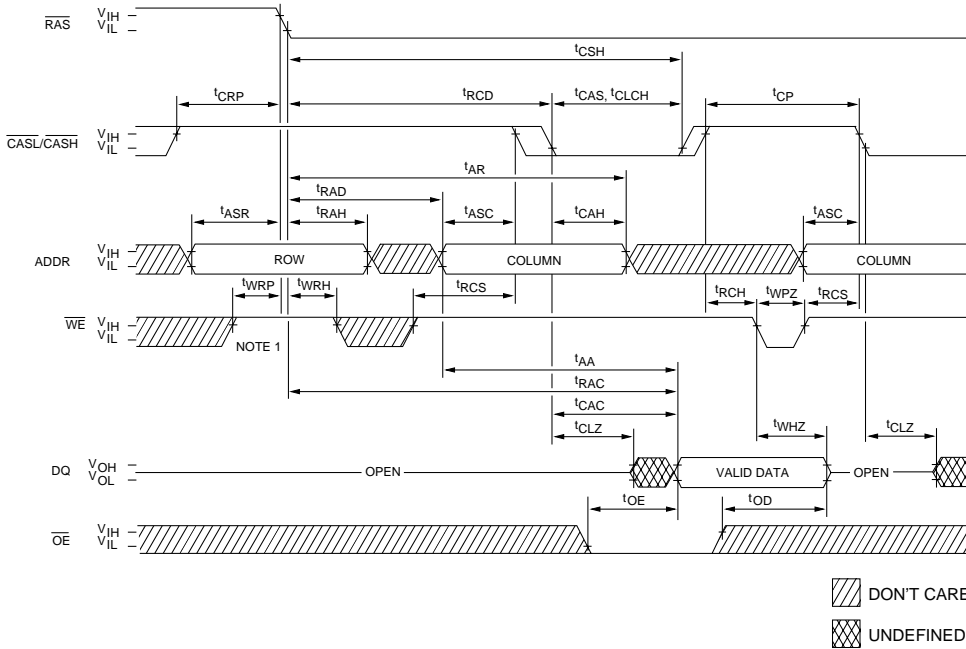 RAS VIH
VIL
tCSH
tCRP tRCD tCAS, tCLCH tCP
CASL/CASH VIH
VIL
tAR
tRAD
tASR tRAH tASC tCAH tASC
ADDR VIH
VIL
ROW COLUMN COLUMN
tWRP tWRH tRCS tRCH tWPZ tRCS
WE VIH
VIL
NOTE 1
tAA
tRAC
tCAC
tCLZ tWHZ tCLZ
DQ VOH
VOL
OPEN VALID DATA OPEN
tOE tOD
OE VIH
VIL
DON'T CARE
UNDEFINED